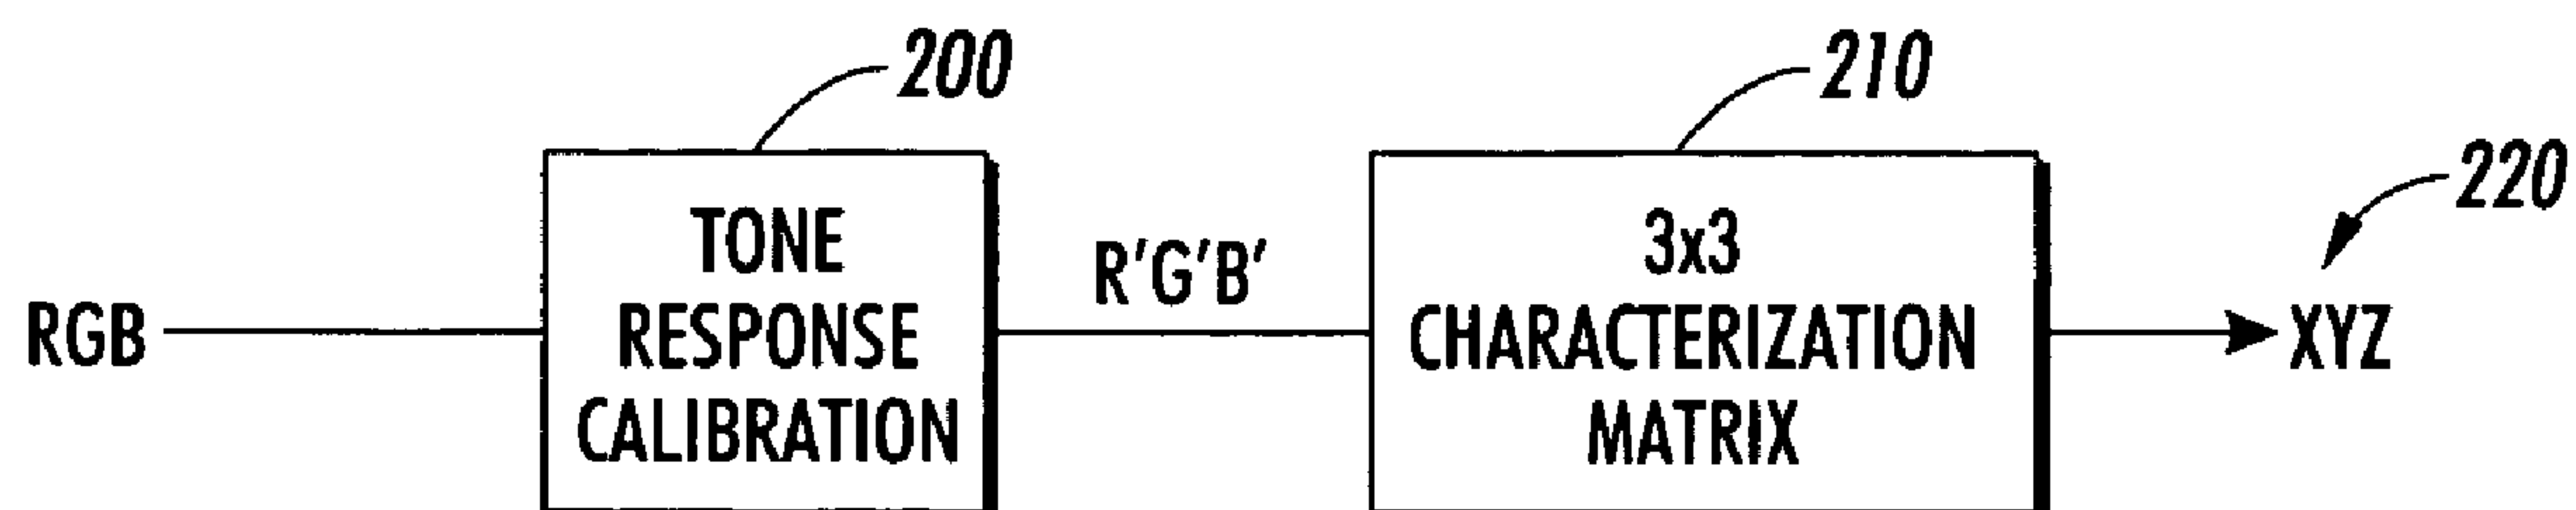 200
210
220
TONE
RESPONSE
CALIBRATION
3x3
CHARACTERIZATION
MATRIX
RGB
R'G'B'
XYZ